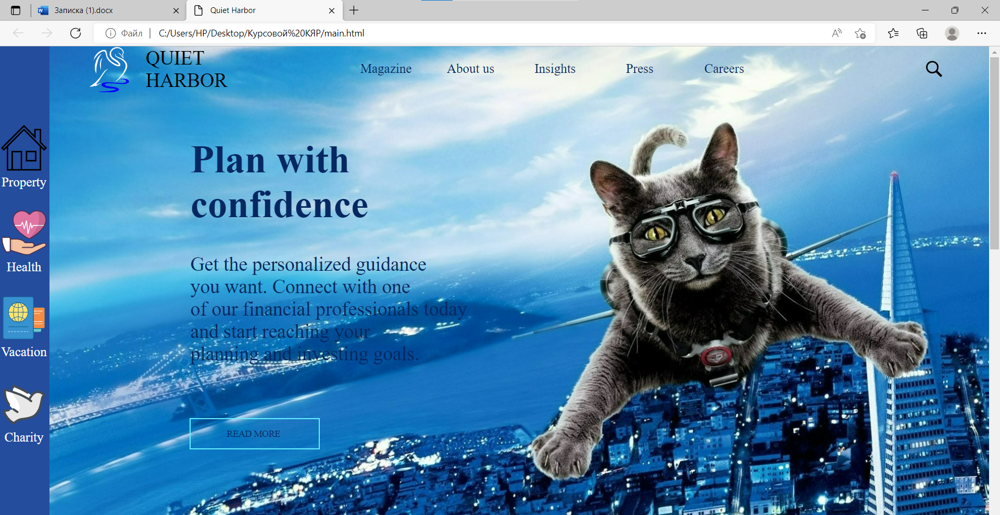 Записка (1).docx
Quiet Harbor
Файл
C:/Users/HP/Desktop/Курсовой%20КЯР/main.html
QUIET
HARBOR
Magazine
About us
Insights
Press
Careers
Property
Health
Vacation
Charity
Plan with
confidence
Get the personalized guidance
you want. Connect with one
of our financial professionals today
and start reaching your
planning and investing goals.
READ MORE